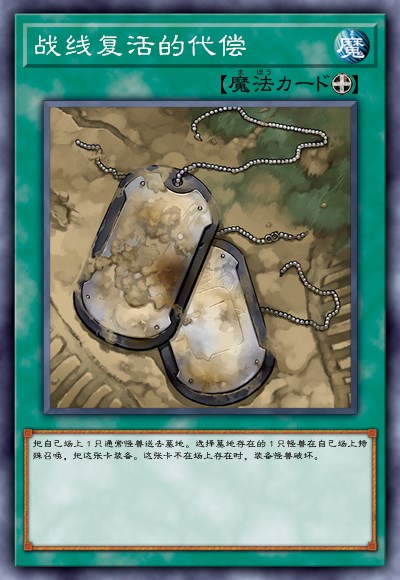 战线复活的代偿
魔
【魔法カード】
まほう
把自己场上1只通常怪兽送去墓地。选择墓地存在的1只怪兽在自己场上特
殊召唤，把这张卡装备。这张卡不在场上存在时，装备怪兽破坏。